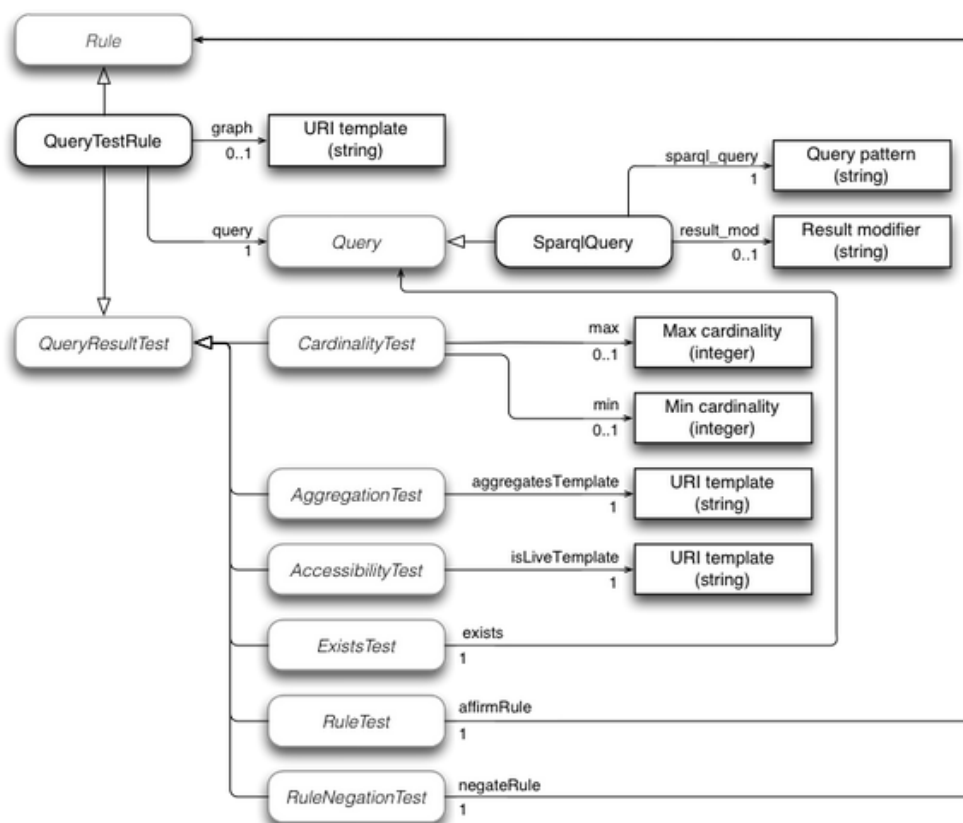 Rule
QueryTestRule
graph
0..1
URI template
(string)
sparql_query
1
Query pattern
(string)
query
1
Query
SparqlQuery
result_mod
0..1
Result modifier
(string)
QueryResultTest
CardinalityTest
max
0..1
Max cardinality
(integer)
min
0..1
Min cardinality
(integer)
AggregationTest
aggregatesTemplate
1
URI template
(string)
AccessibilityTest
isLiveTemplate
1
URI template
(string)
ExistsTest
exists
1
RuleTest
affirmRule
1
RuleNegationTest
negateRule
1